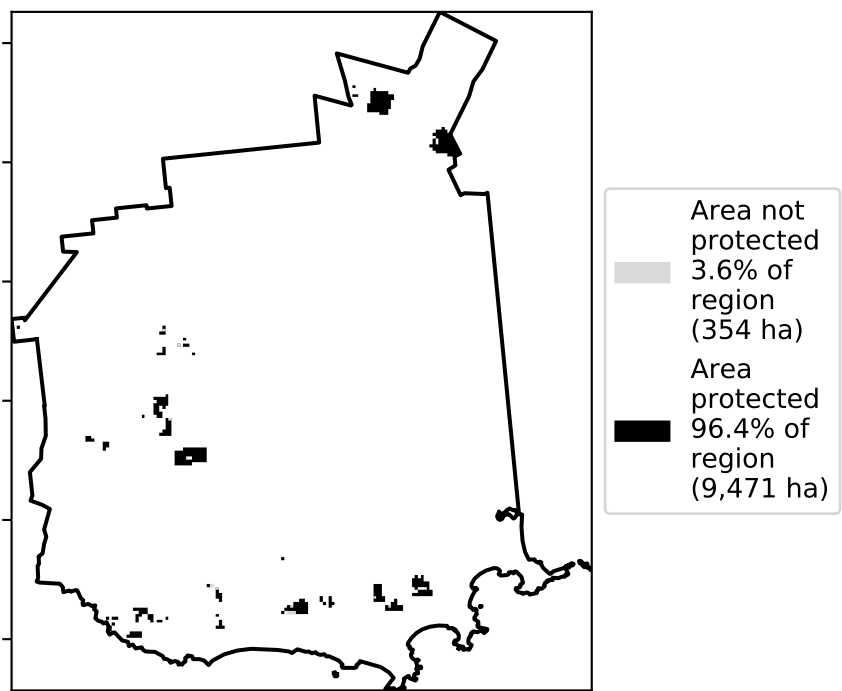 Area not
protected
3.6% of
region
(354 ha)
Area
protected
96.4% of
region
(9,471 ha)